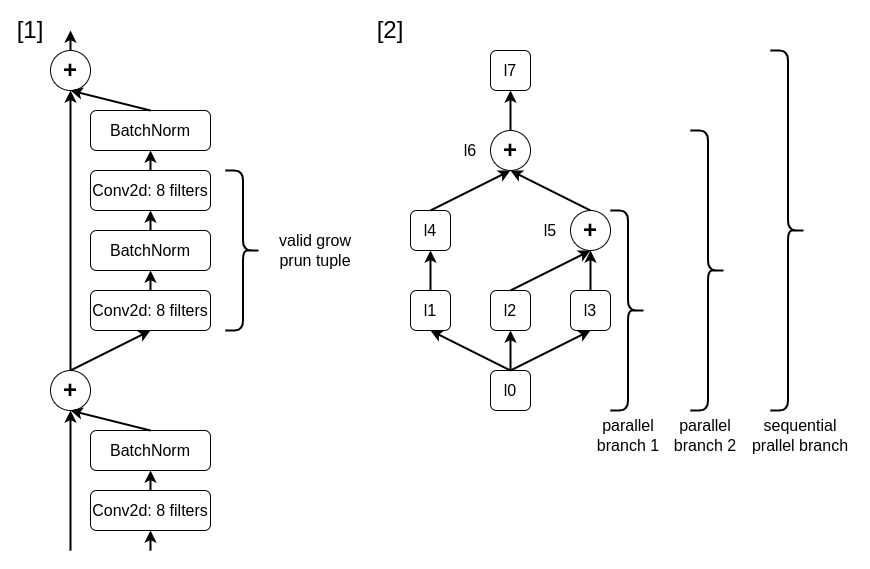 [1]
+
BatchNorm
Conv2d: 8 filters
BatchNorm
Conv2d: 8 filters
valid grow
prun tuple
+
BatchNorm
Conv2d: 8 filters
[2]
l7
l6
+
l4
l5
+
l1
l2
l3
l0
parallel
branch 1
parallel
branch 2
sequential
prallel branch